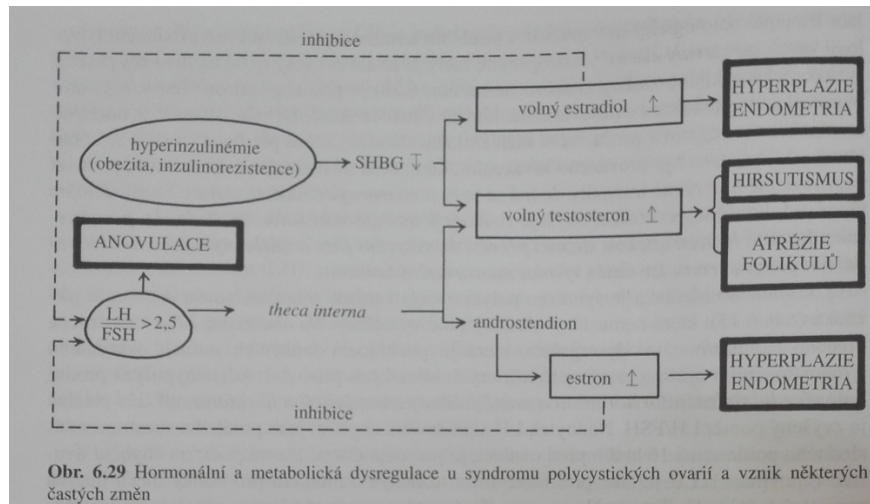 inhibice
volný estradiol ↑
HYPERPLAZIE
ENDOMETRIA
hyperinzulinémie
(obezita, inzulinorezistence)
SHBG ↓
HIRSUTISMUS
volný testosteron ↑
ATRÉZIE
FOLIKULŮ
ANOVULACE
LH
FSH
>2,5
theca interna
androstendion
estron ↑
HYPERPLAZIE
ENDOMETRIA
inhibice
Obr. 6.29 Hormonální a metabolická dysregulace u syndromu polycystických ovarií a vznik některých
častých změn